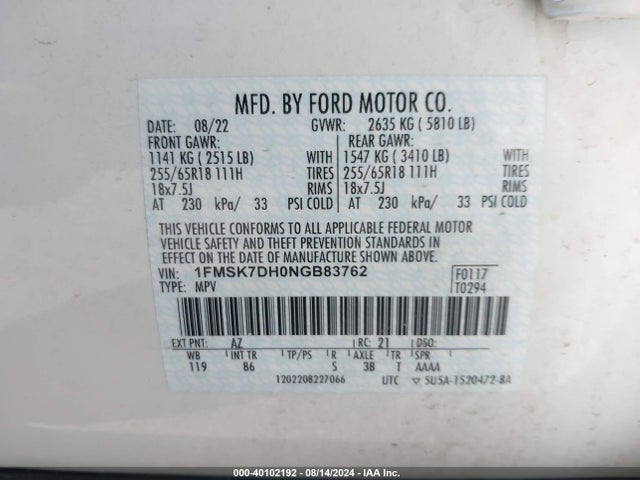 MFD. BY FORD MOTOR CO.
DATE: 08/22 GVWR: 2635 KG ( 5810 LB)
FRONT GAWR: REAR GAWR:
1141 KG ( 2515 LB) WITH 1547 KG ( 3410 LB) WITH
255/65R18 111H TIRES 255/65R18 111H TIRES
18x7.5J RIMS 18x7.5J RIMS
AT 230 kPa/ 33 PSI COLD AT 230 kPa/ 33 PSI COLD
THIS VEHICLE CONFORMS TO ALL APPLICABLE FEDERAL MOTOR
VEHICLE SAFETY AND THEFT PREVENTION STANDARDS IN
EFFECT ON THE DATE OF MANUFACTURE SHOWN ABOVE.
VIN: 1FMSK7DH0NGB83762 F0117
TYPE: MPV T0294
EXT PNT: AZ RC: 21 DSO:
WB INT TR TP/PS R AXLE TR SPR
119 86 S 3B T AAAA
1202208227066 UTC ▽ 5U5A-1520472-BA
000-40102192 - 08/14/2024 - IAA Inc.